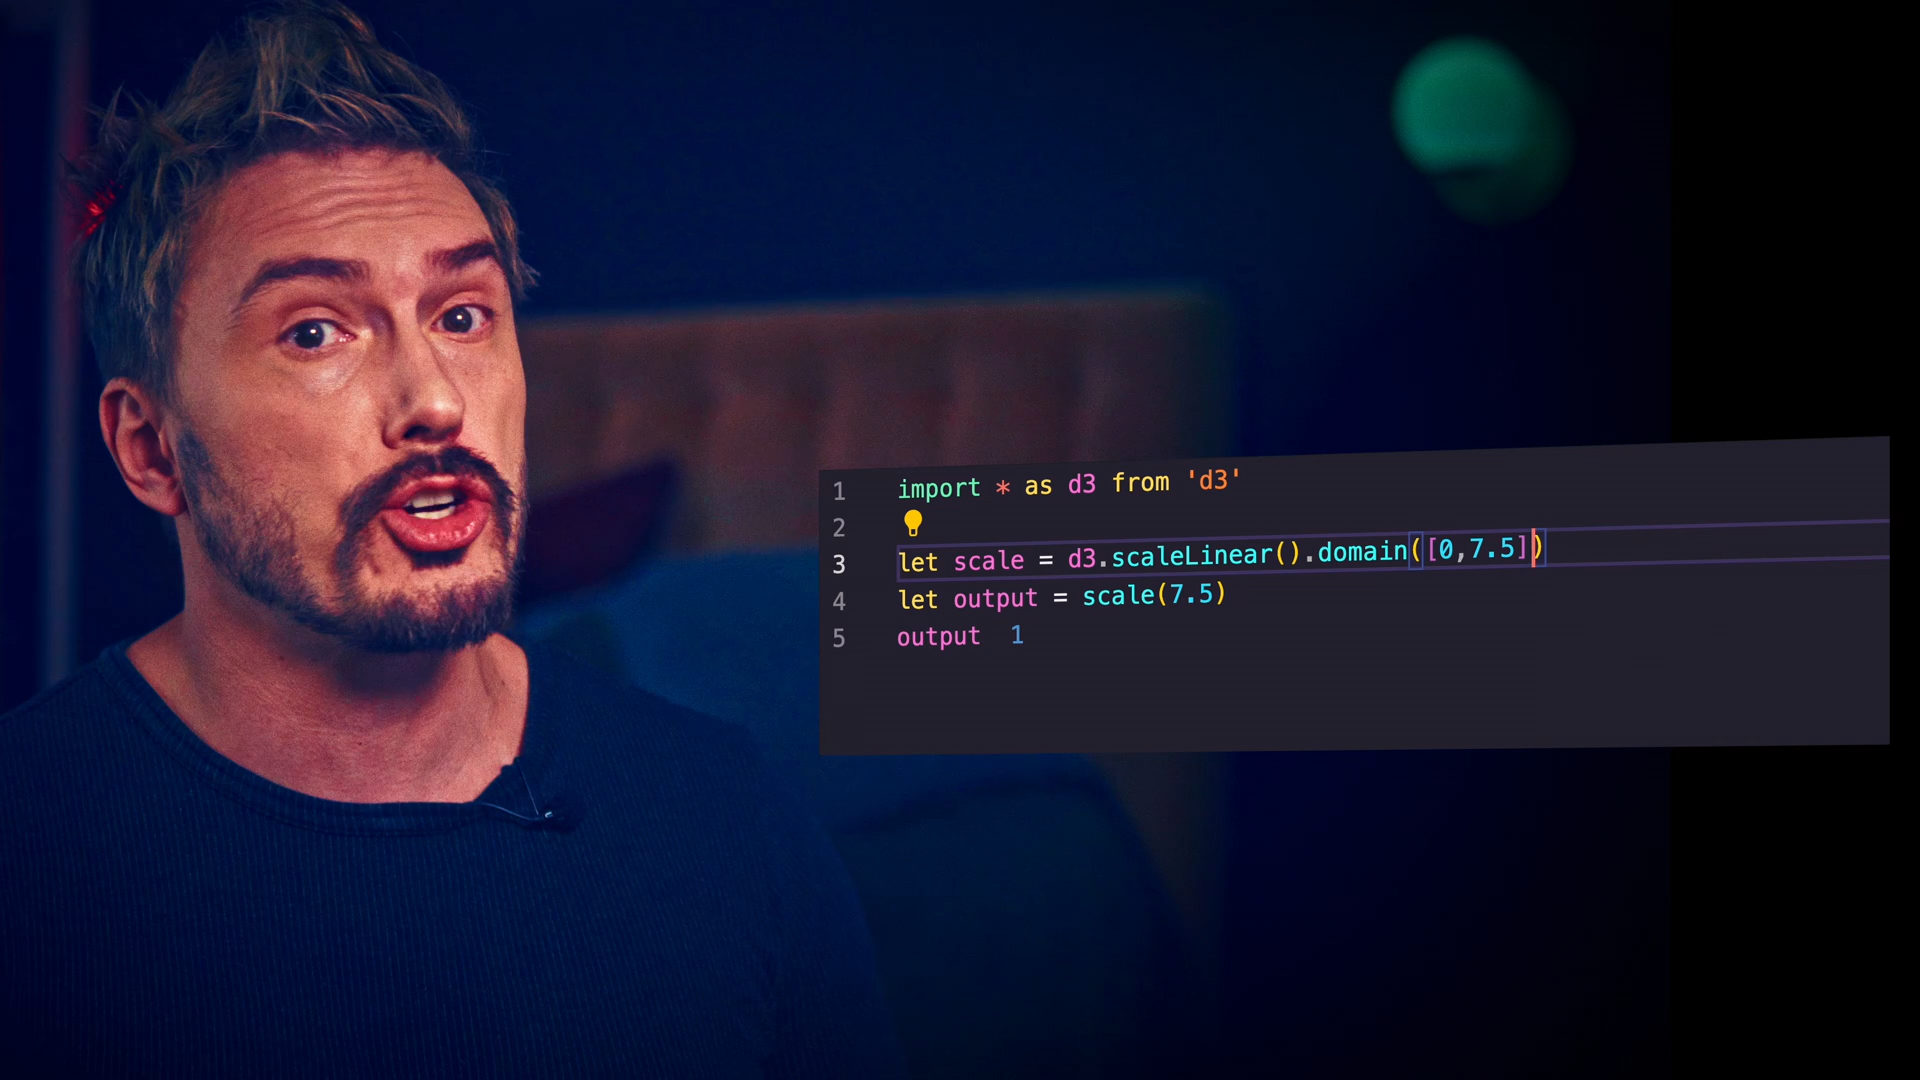 1 import * as d3 from 'd3'
2
3 let scale = d3.scaleLinear().domain([0,7.5])
4 let output = scale(7.5)
5 output 1